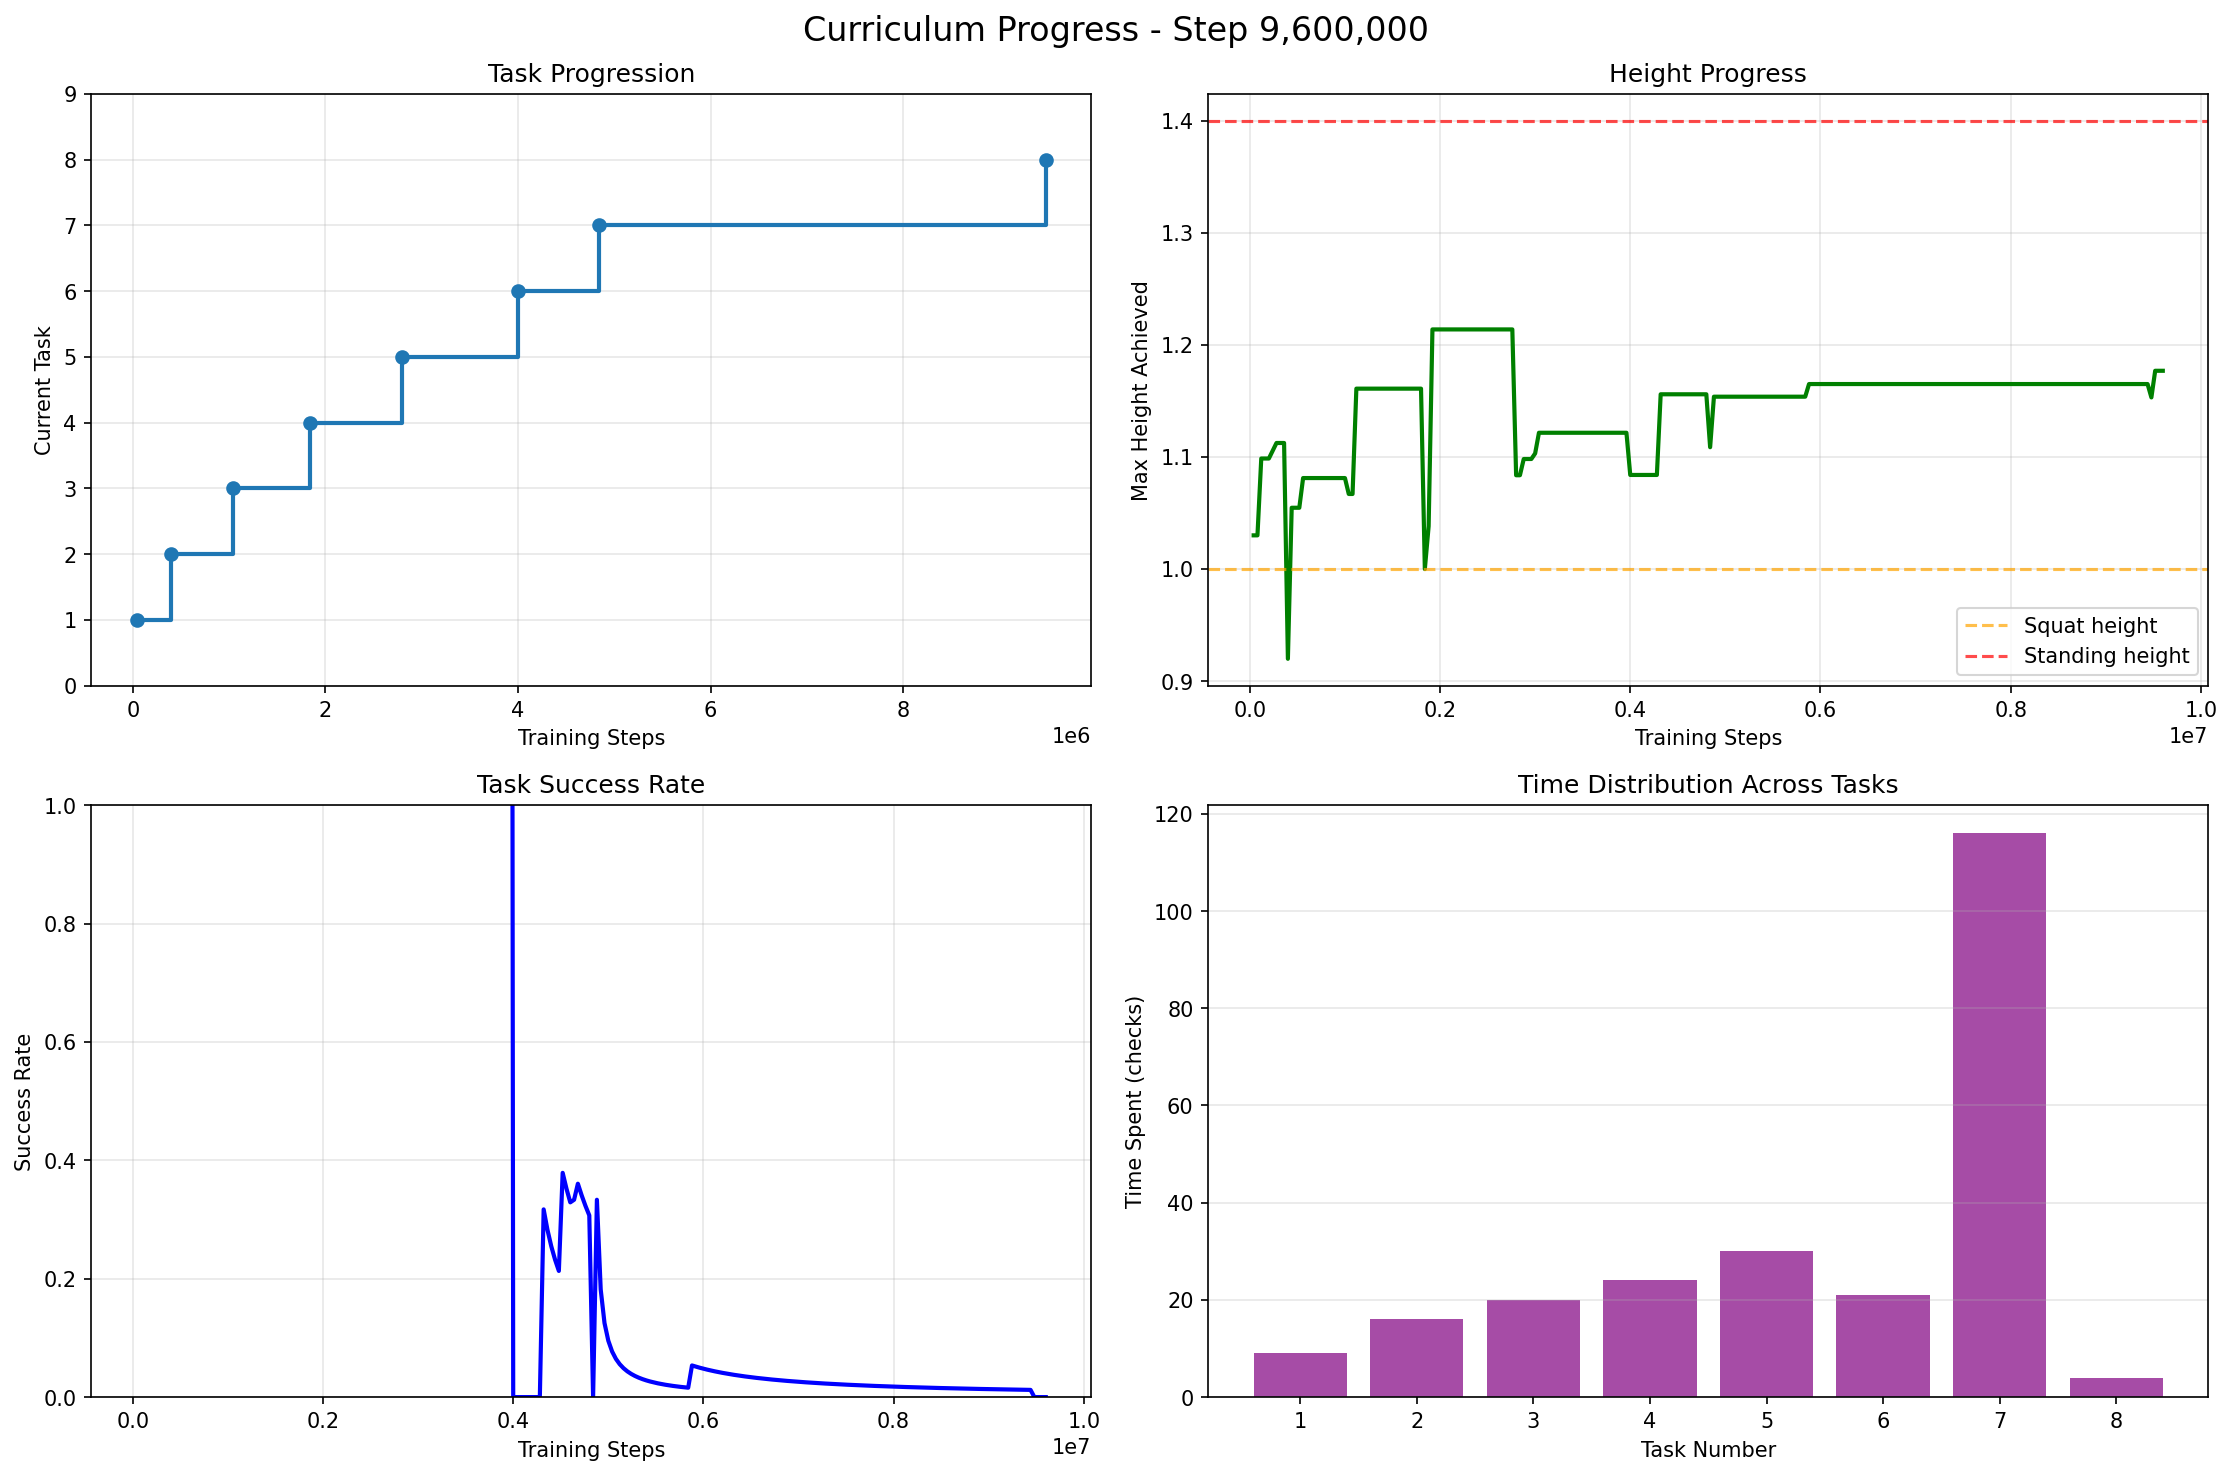 Curriculum Progress - Step 9,600,000
Task Progression
9
8
7
6
5
4
3
2
1
0
Current Task
0 2 4 6 8
Training Steps
1e6
Height Progress
1.4
1.3
1.2
1.1
1.0
0.9
Max Height Achieved
Squat height
Standing height
0.0 0.2 0.4 0.6 0.8 1.0
Training Steps
1e7
Task Success Rate
1.0
0.8
0.6
0.4
0.2
0.0
Success Rate
0.0 0.2 0.4 0.6 0.8 1.0
Training Steps
1e7
Time Distribution Across Tasks
120
100
80
60
40
20
0
Time Spent (checks)
1 2 3 4 5 6 7 8
Task Number